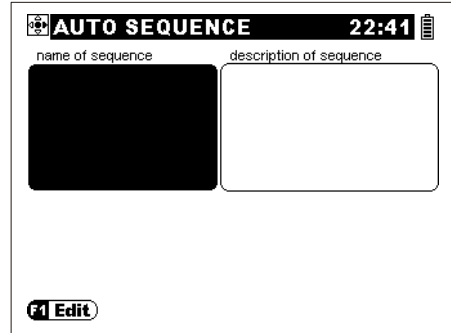 AUTO SEQUENCE 22:41
name of sequence description of sequence
F1 Edit